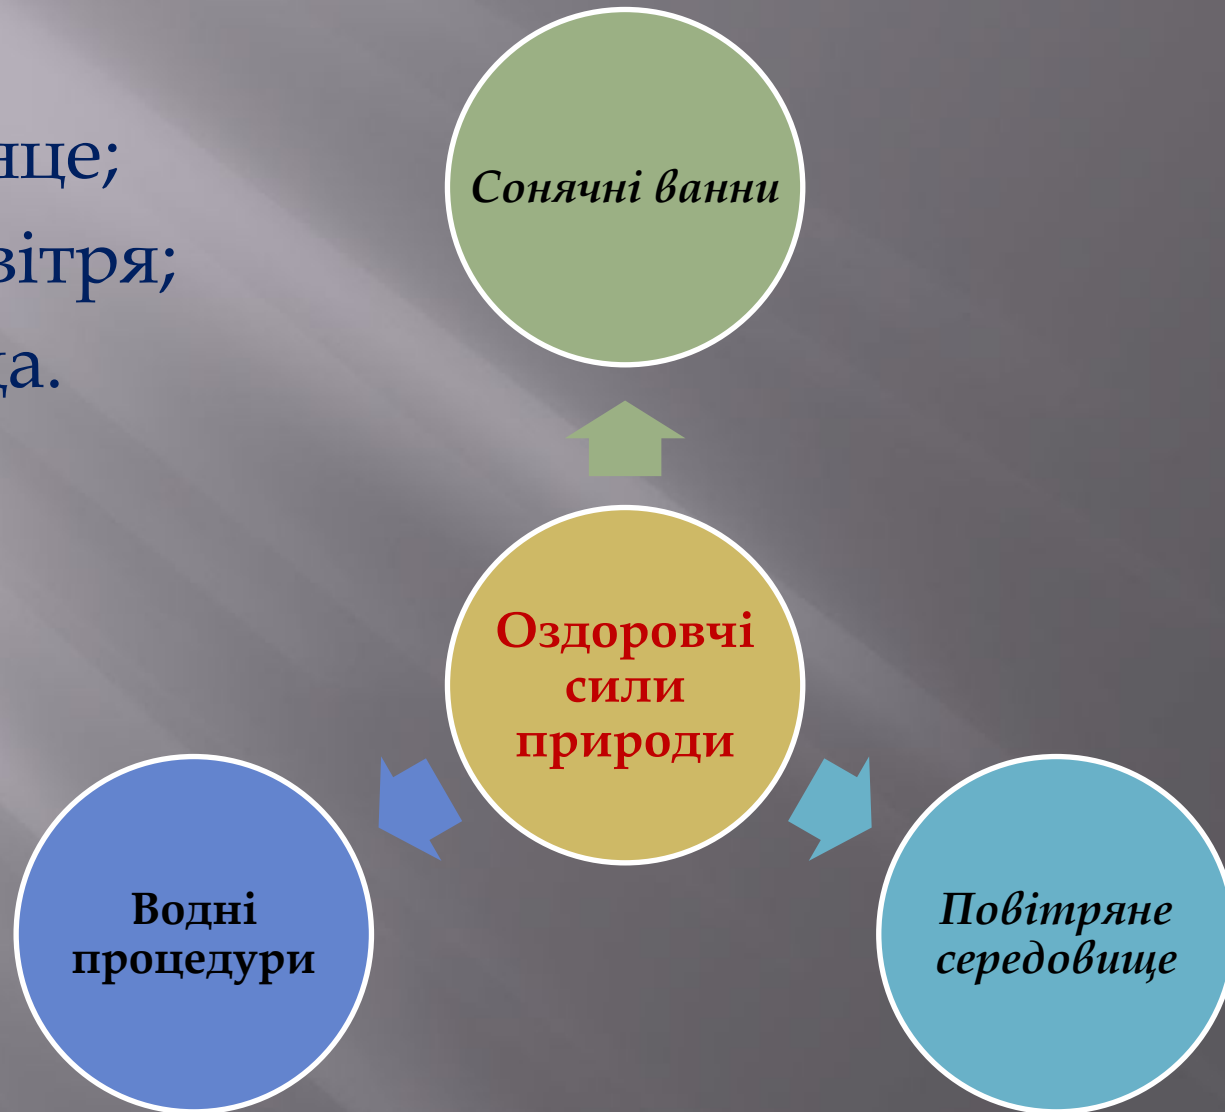 нце;
вітря;
да.
Сонячні ванни
Оздоровчі
сили
природи
Водні
процедури
Повітряне
середовище